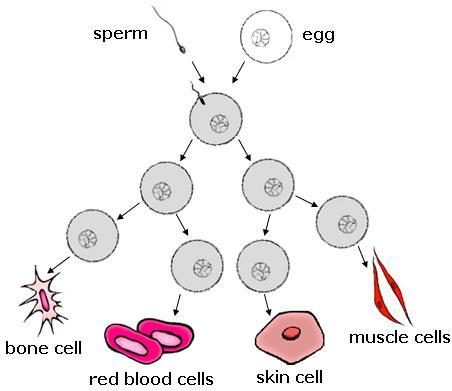 sperm
egg
bone cell
red blood cells
skin cell
muscle cells